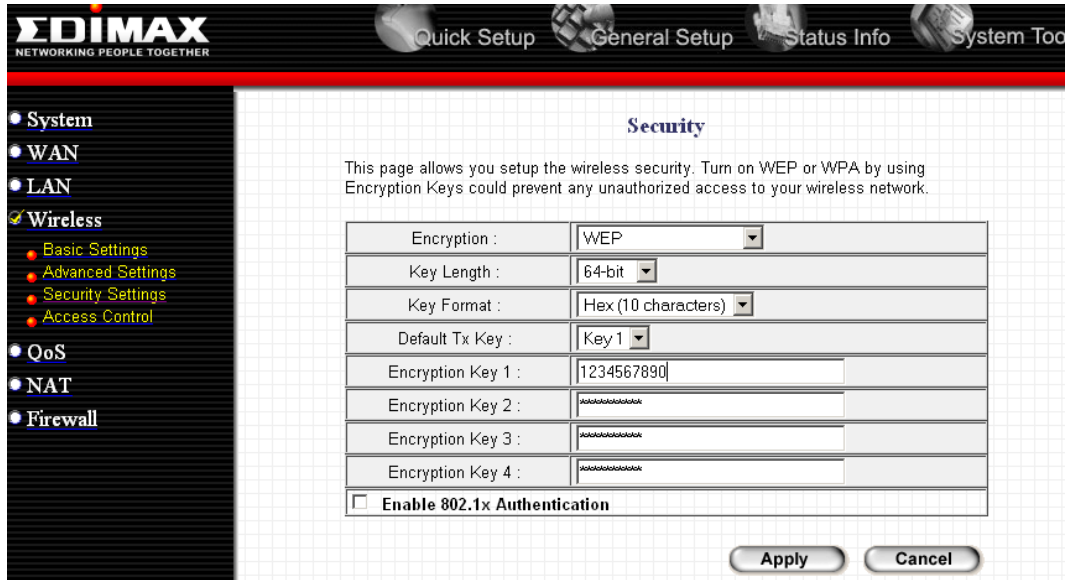 EDIMAX
NETWORKING PEOPLE TOGETHER
Quick Setup General Setup Status Info System Too
System
WAN
LAN
Wireless
Basic Settings
Advanced Settings
Security Settings
Access Control
QoS
NAT
Firewall
Security
This page allows you setup the wireless security. Turn on WEP or WPA by using
Encryption Keys could prevent any unauthorized access to your wireless network.
Encryption : WEP
Key Length : 64-bit
Key Format : Hex (10 characters)
Default Tx Key : Key 1
Encryption Key 1 : 1234567890
Encryption Key 2 : **********
Encryption Key 3 : **********
Encryption Key 4 : **********
Enable 802.1x Authentication
Apply Cancel